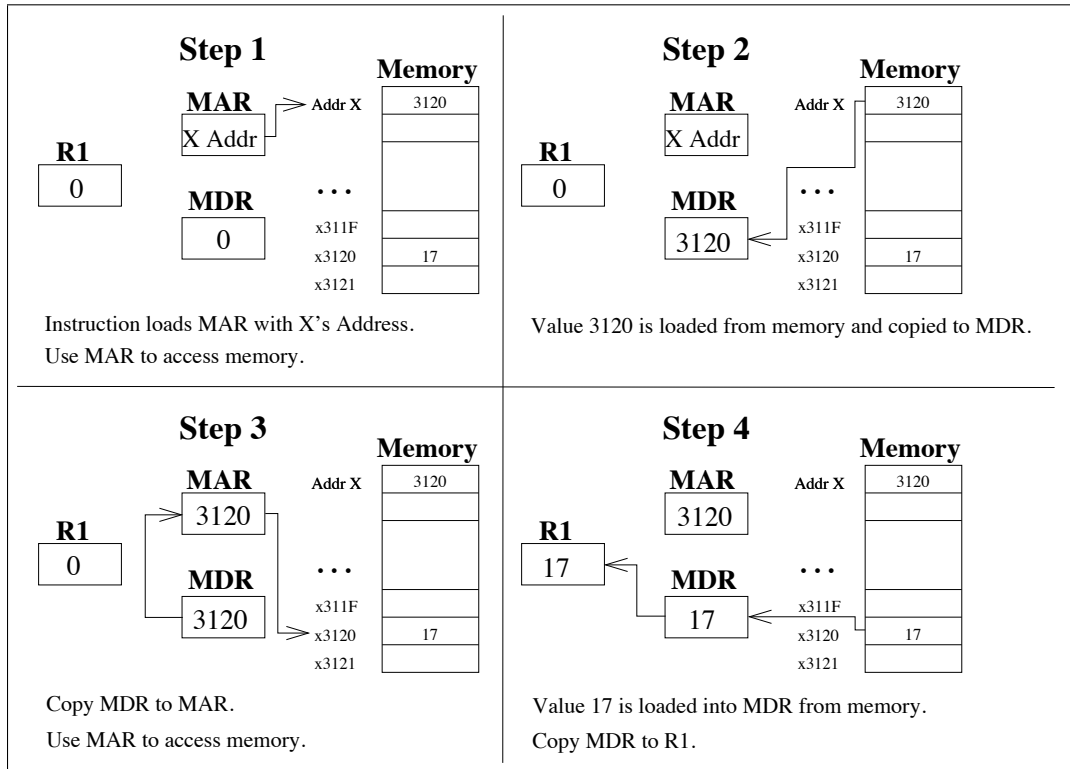 Step 1
Memory
MAR
Addr X
3120
X Addr
R1
0
MDR
0
...
x311F
x3120
17
x3121
Instruction loads MAR with X's Address.
Use MAR to access memory.
Step 2
Memory
MAR
Addr X
3120
X Addr
R1
0
MDR
3120
...
x311F
x3120
17
x3121
Value 3120 is loaded from memory and copied to MDR.
Step 3
Memory
MAR
Addr X
3120
3120
R1
0
MDR
3120
...
x311F
x3120
17
x3121
Copy MDR to MAR.
Use MAR to access memory.
Step 4
Memory
MAR
Addr X
3120
3120
R1
17
MDR
17
...
x311F
x3120
17
x3121
Value 17 is loaded into MDR from memory.
Copy MDR to R1.